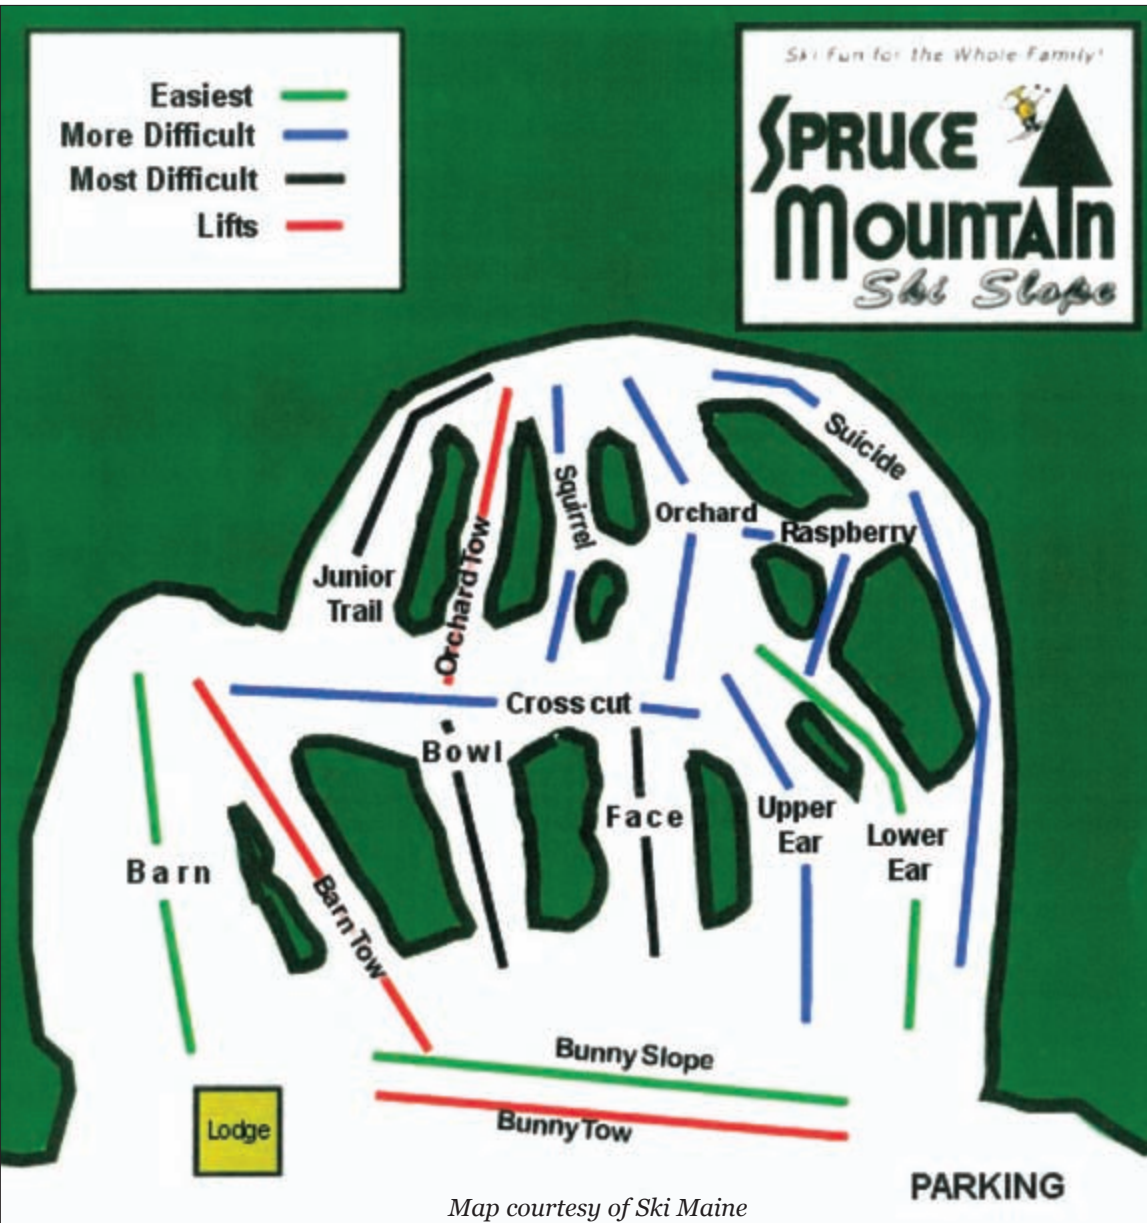 Easiest
More Difficult
Most Difficult
Lifts
Ski Fun for the Whole Family!
SPRUCE
MOUNTAIN
Ski Slope
Suicide
Squirrel
Orchard
Raspberry
Orchard Tow
Junior
Trail
Cross cut
Bowl
Face
Upper
Ear
Lower
Ear
Barn
Barn Tow
Bunny Slope
Bunny Tow
Lodge
PARKING
Map courtesy of Ski Maine